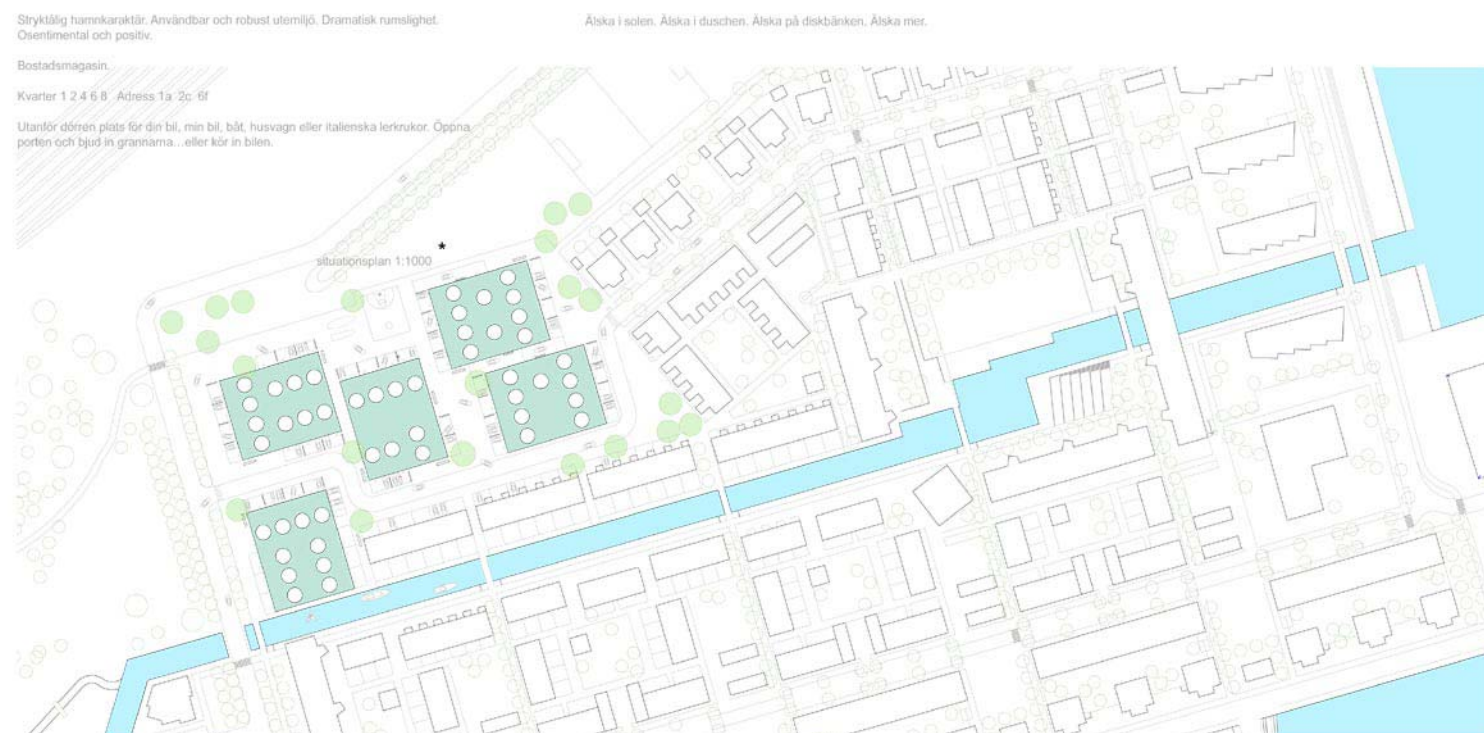 Stryktålig hamnkaraktär. Användbar och robust utemiljö. Dramatisk rumslighet.
Osentimental och positiv.
Älska i solen. Älska i duschen. Älska på diskbänken. Älska mer.
Bostadsmagasin.
Kvarter 1 2 4 6 8 Adress 1a 2c 6f
Utanför dörren plats för din bil, min bil, båt, husvagn eller italienska lerkrukor. Öppna
porten och bjud in grannarna...eller kör in bilen.
*
situationsplan 1:1000